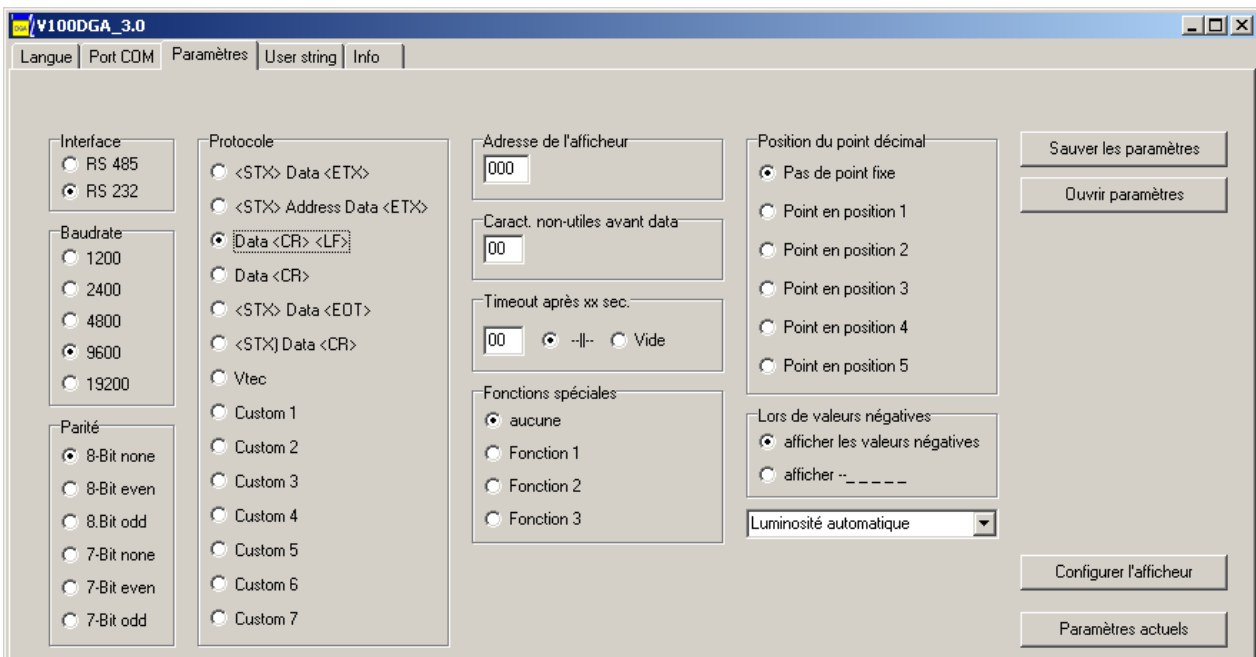 V100DGA_3.0
Langue
Port COM
Paramètres
User string
Info
Interface
RS 485
RS 232
Baudrate
1200
2400
4800
9600
19200
Parité
8-Bit none
8-Bit even
8.Bit odd
7-Bit none
7-Bit even
7-Bit odd
Protocole
<STX> Data <ETX>
<STX> Address Data <ETX>
Data <CR> <LF>
Data <CR>
<STX> Data <EOT>
<STX) Data <CR>
Vtec
Custom 1
Custom 2
Custom 3
Custom 4
Custom 5
Custom 6
Custom 7
Adresse de l'afficheur
000
Caract. non-utiles avant data
00
Timeout après xx sec.
00 --||-- Vide
Fonctions spéciales
aucune
Fonction 1
Fonction 2
Fonction 3
Position du point décimal
Pas de point fixe
Point en position 1
Point en position 2
Point en position 3
Point en position 4
Point en position 5
Lors de valeurs négatives
afficher les valeurs négatives
afficher --_ _ _ _ _
Luminosité automatique
Sauver les paramètres
Ouvrir paramètres
Configurer l'afficheur
Paramètres actuels